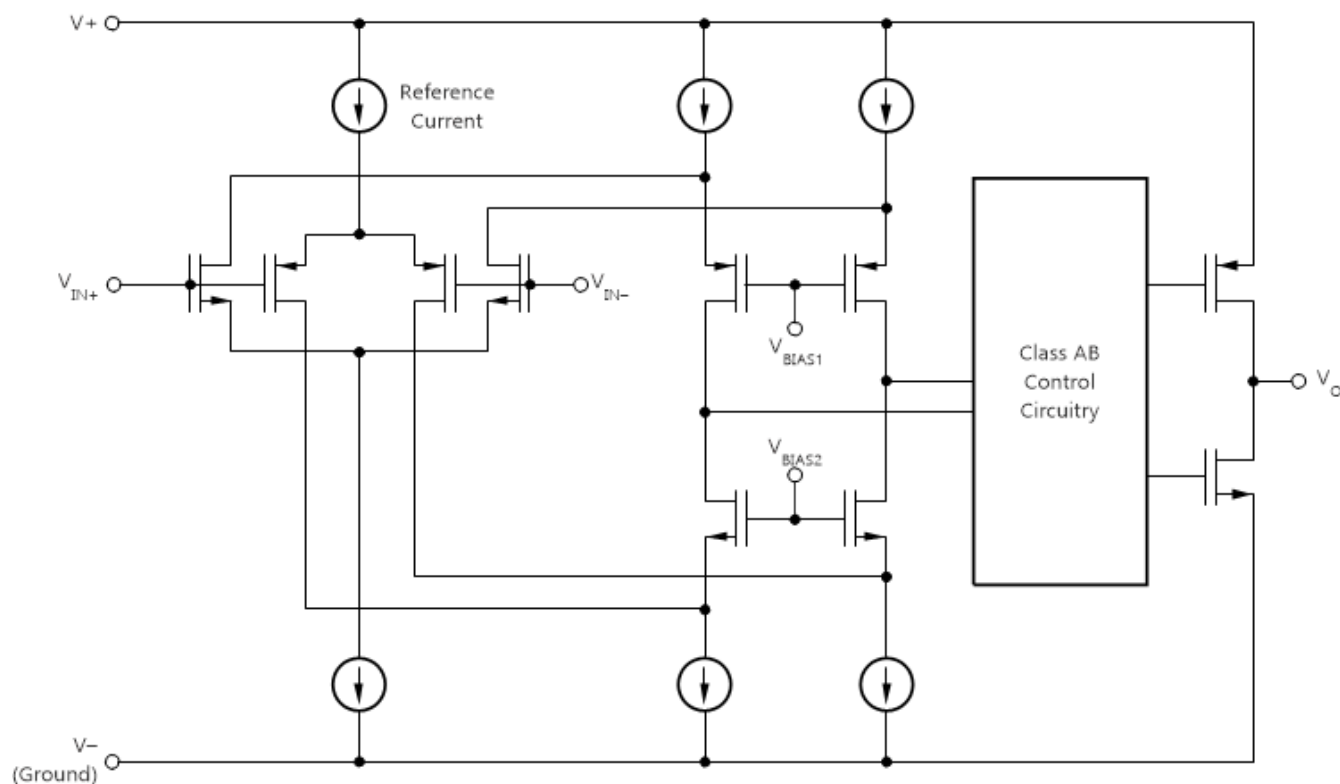 V+
Reference
Current
VIN+
VIN−
VBIAS1
Class AB
Control
Circuitry
VO
VBIAS2
V−
(Ground)